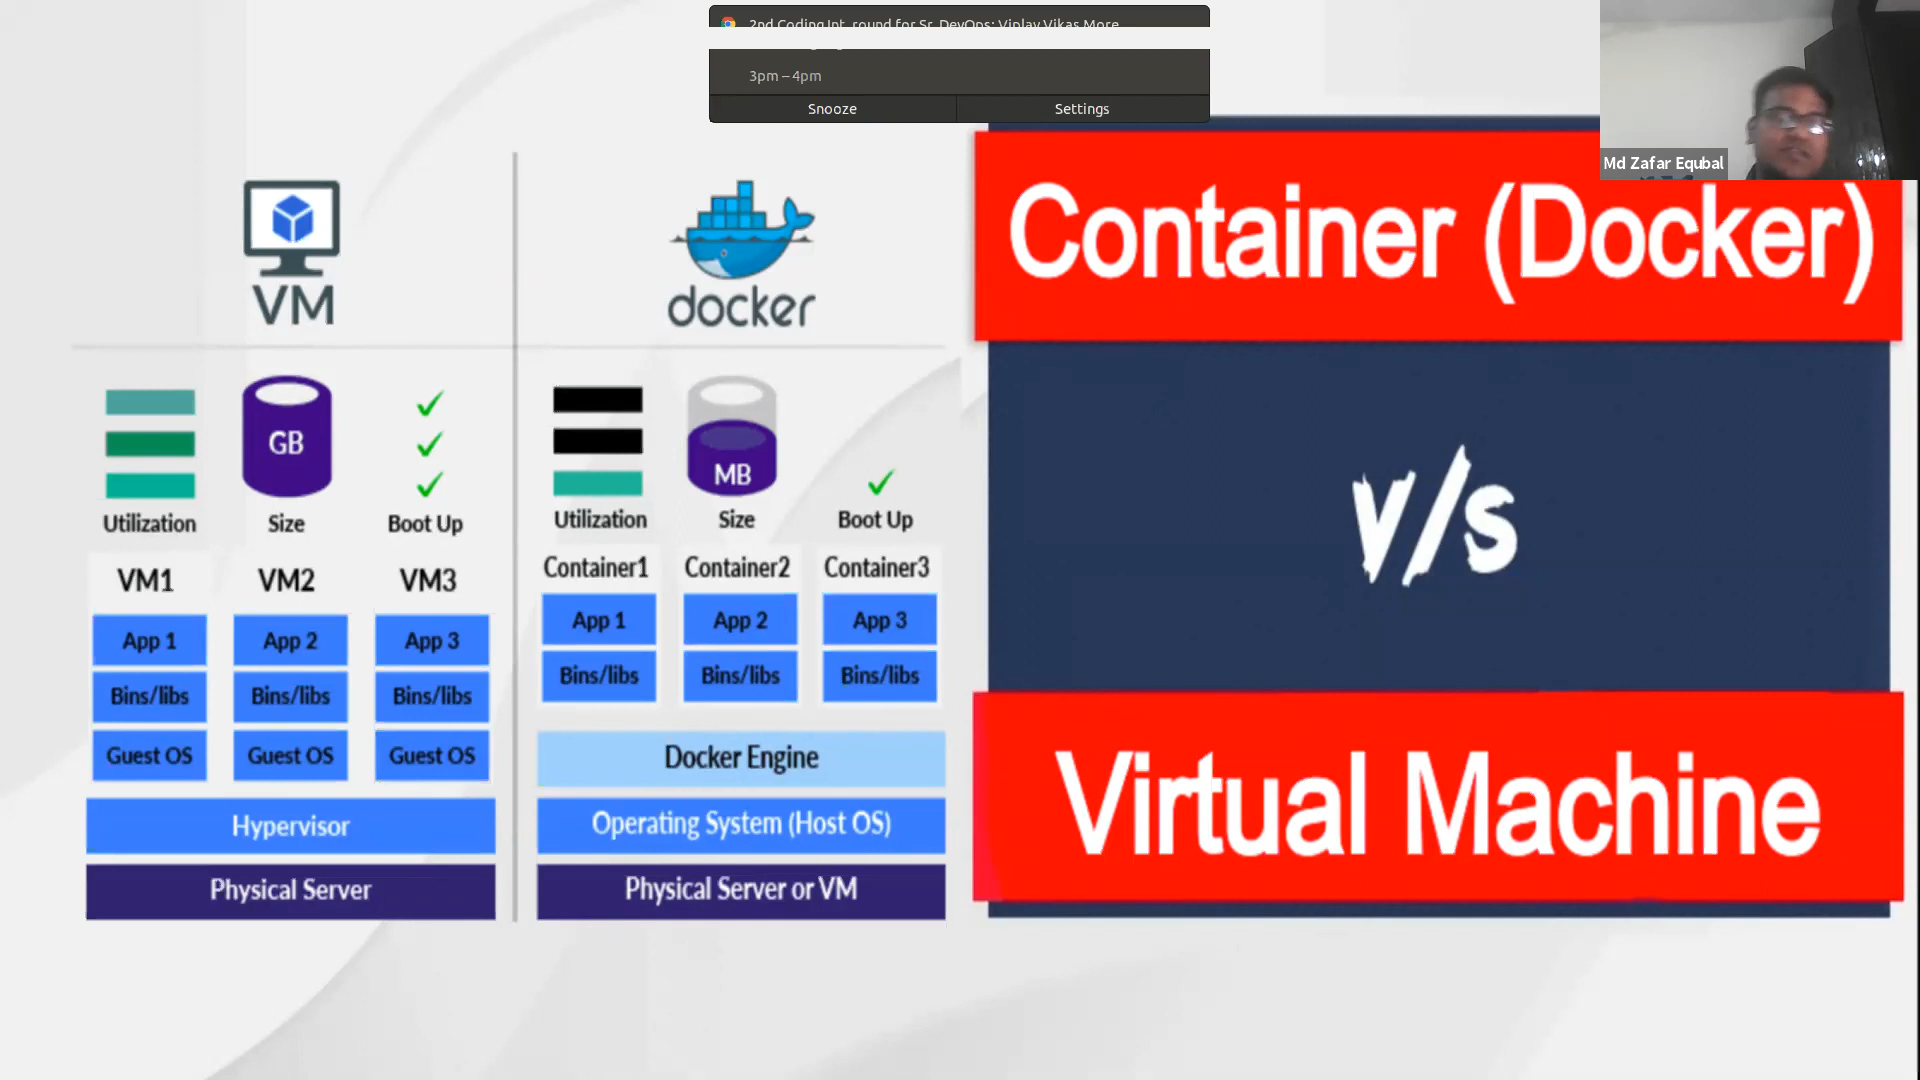 2nd Coding Int. round for Sr. DevOps: Viplav Vikas More
3pm – 4pm
Snooze Settings
Md Zafar Equbal
VM
docker
Container (Docker)
v/s
Virtual Machine
GB
Utilization Size Boot Up
VM1 VM2 VM3
App 1 App 2 App 3
Bins/libs Bins/libs Bins/libs
Guest OS Guest OS Guest OS
Hypervisor
Physical Server
MB
Utilization Size Boot Up
Container1 Container2 Container3
App 1 App 2 App 3
Bins/libs Bins/libs Bins/libs
Docker Engine
Operating System (Host OS)
Physical Server or VM